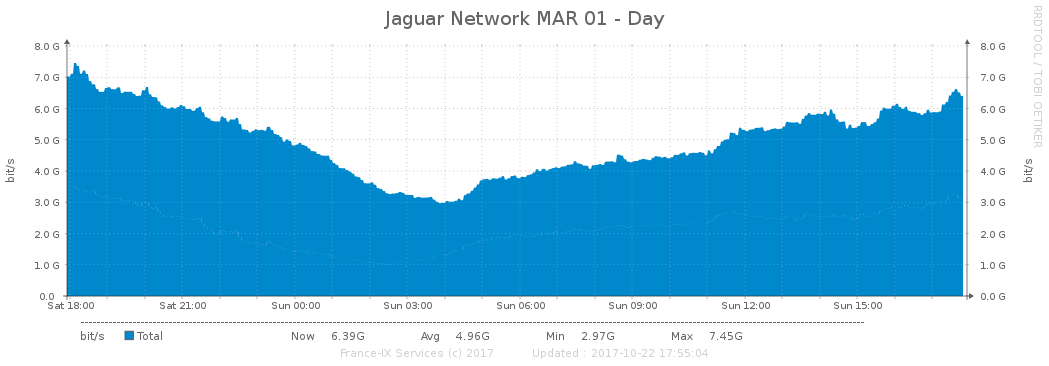 Jaguar Network MAR 01 - Day
RRDTOOL / TOBI OETIKER
bit/s
bit/s
8.0 G 8.0 G
7.0 G 7.0 G
6.0 G 6.0 G
5.0 G 5.0 G
4.0 G 4.0 G
3.0 G 3.0 G
2.0 G 2.0 G
1.0 G 1.0 G
0.0 0.0 G
Sat 18:00 Sat 21:00 Sun 00:00 Sun 03:00 Sun 06:00 Sun 09:00 Sun 12:00 Sun 15:00
bit/s Total Now 6.39G Avg 4.96G Min 2.97G Max 7.45G
France-IX Services (c) 2017 Updated : 2017-10-22 17:55:04